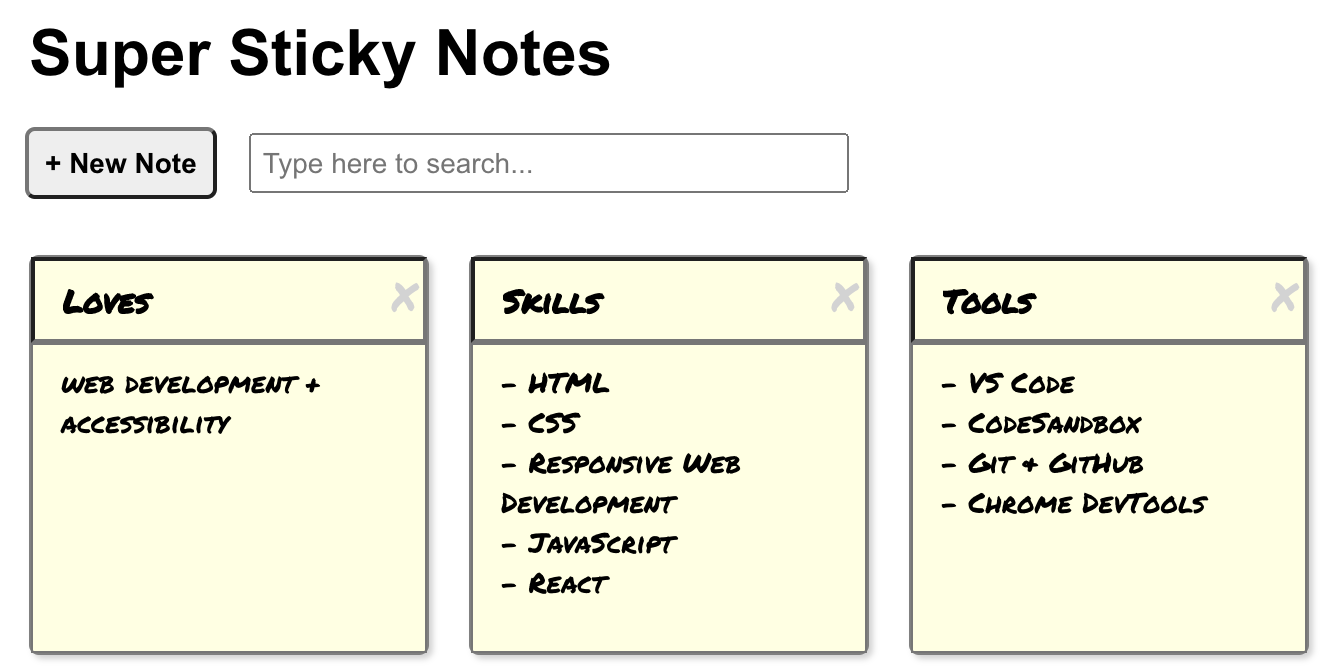 Super Sticky Notes
+ New Note
Type here to search...
Loves
web development +
accessibility
Skills
- HTML
- CSS
- Responsive Web
Development
- JavaScript
- React
Tools
- VS Code
- CodeSandbox
- Git + GitHub
- Chrome DevTools